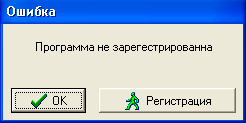 Ошибка
Программа не зарегестрированна
OK
Регистрация